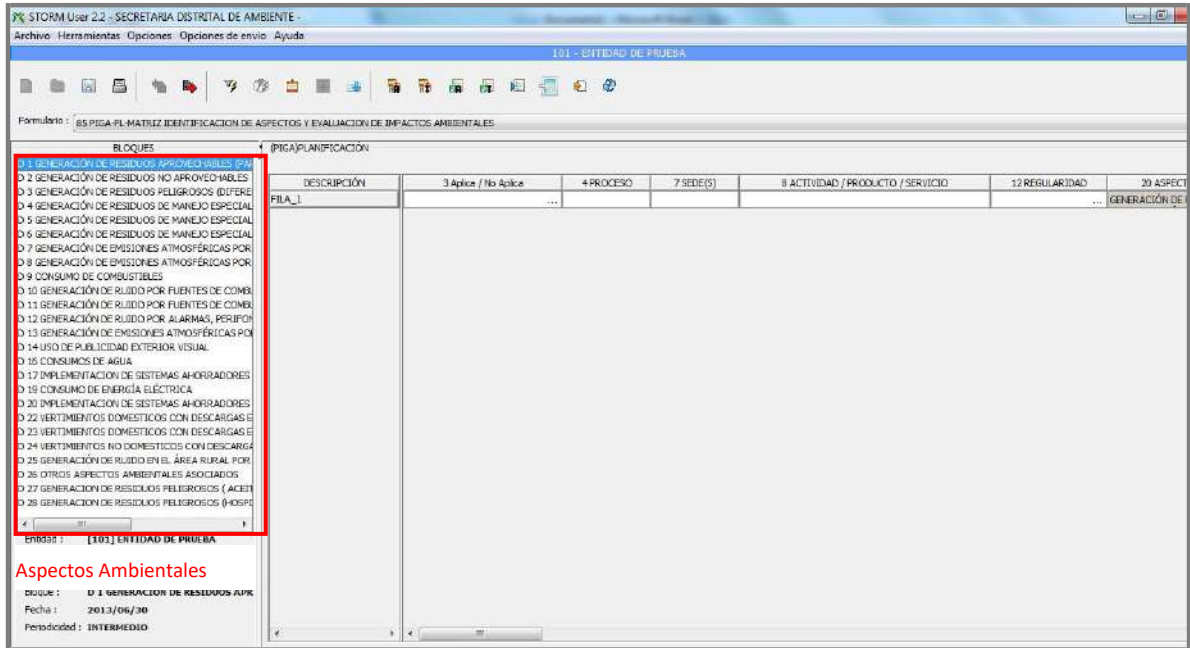 STORM User 2.2 - SECRETARIA DISTRITAL DE AMBIENTE -
Archivo Herramientas Opciones Opciones de envio Ayuda
101 - ENTIDAD DE PRUEBA
Formulario : 85 PIGA-PL-MATRIZ IDENTIFICACION DE ASPECTOS Y EVALUACION DE IMPACTOS AMBIENTALES
BLOQUES
(PIGA)PLANIFICACIÓN
D 1 GENERACIÓN DE RESIDUOS APROVECHABLES (PAP
D 2 GENERACIÓN DE RESIDUOS NO APROVECHABLES
D 3 GENERACIÓN DE RESIDUOS PELIGROSOS (DIFERE
D 4 GENERACIÓN DE RESIDUOS DE MANEJO ESPECIAL
D 5 GENERACIÓN DE RESIDUOS DE MANEJO ESPECIAL
D 6 GENERACIÓN DE RESIDUOS DE MANEJO ESPECIAL
D 7 GENERACIÓN DE EMISIONES ATMOSFÉRICAS POR
D 8 GENERACIÓN DE EMISIONES ATMOSFÉRICAS POR
D 9 CONSUMO DE COMBUSTIBLES
D 10 GENERACIÓN DE RUIDO POR FUENTES DE COMBU
D 11 GENERACIÓN DE RUIDO POR FUENTES DE COMBU
D 12 GENERACIÓN DE RUIDO POR ALARMAS, PERIFON
D 13 GENERACIÓN DE EMISIONES ATMOSFÉRICAS POR
D 14 USO DE PUBLICIDAD EXTERIOR VISUAL
D 16 CONSUMOS DE AGUA
D 17 IMPLEMENTACION DE SISTEMAS AHORRADORES
D 19 CONSUMO DE ENERGÍA ELÉCTRICA
D 20 IMPLEMENTACION DE SISTEMAS AHORRADORES
D 22 VERTIMIENTOS DOMESTICOS CON DESCARGAS E
D 23 VERTIMIENTOS DOMESTICOS CON DESCARGAS E
D 24 VERTIMIENTOS NO DOMESTICOS CON DESCARGA
D 25 GENERACIÓN DE RUIDO EN EL ÁREA RURAL POR
D 26 OTROS ASPECTOS AMBIENTALES ASOCIADOS
D 27 GENERACION DE RESIDUOS PELIGROSOS ( ACEIT
D 28 GENERACION DE RESIDUOS PELIGROSOS (HOSPI
DESCRIPCIÓN 3 Aplica / No Aplica 4 PROCESO 7 SEDE(S) 8 ACTIVIDAD / PRODUCTO / SERVICIO 12 REGULARIDAD 20 ASPECT
FILA_1 ... ... GENERACIÓN DE
Entidad : [101] ENTIDAD DE PRUEBA
Aspectos Ambientales
Bloque : D 1 GENERACIÓN DE RESIDUOS APR
Fecha : 2013/06/30
Periodicidad : INTERMEDIO